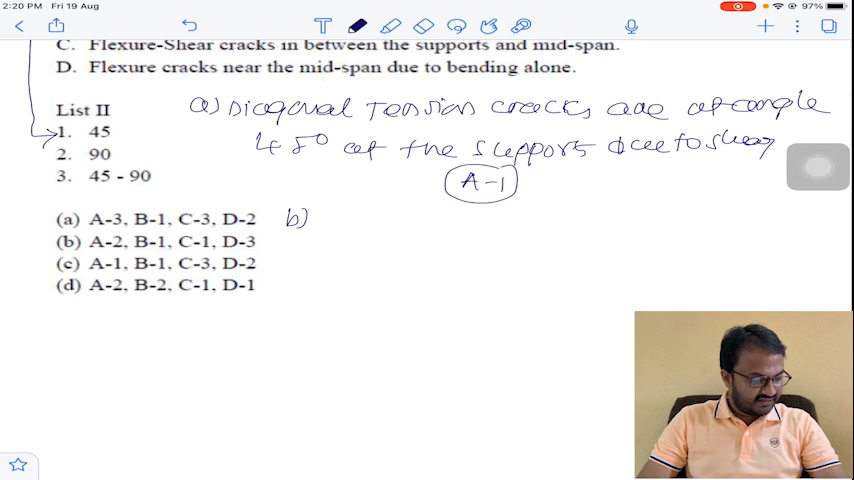 2:20 PM Fri 19 Aug
97%
C. Flexure-Shear cracks in between the supports and mid-span.
D. Flexure cracks near the mid-span due to bending alone.
List II
1. 45
2. 90
3. 45 - 90
a) Diagonal Tension cracks are at angle
45° at the supports due to shear
A-1
(a) A-3, B-1, C-3, D-2
b)
(b) A-2, B-1, C-1, D-3
(c) A-1, B-1, C-3, D-2
(d) A-2, B-2, C-1, D-1